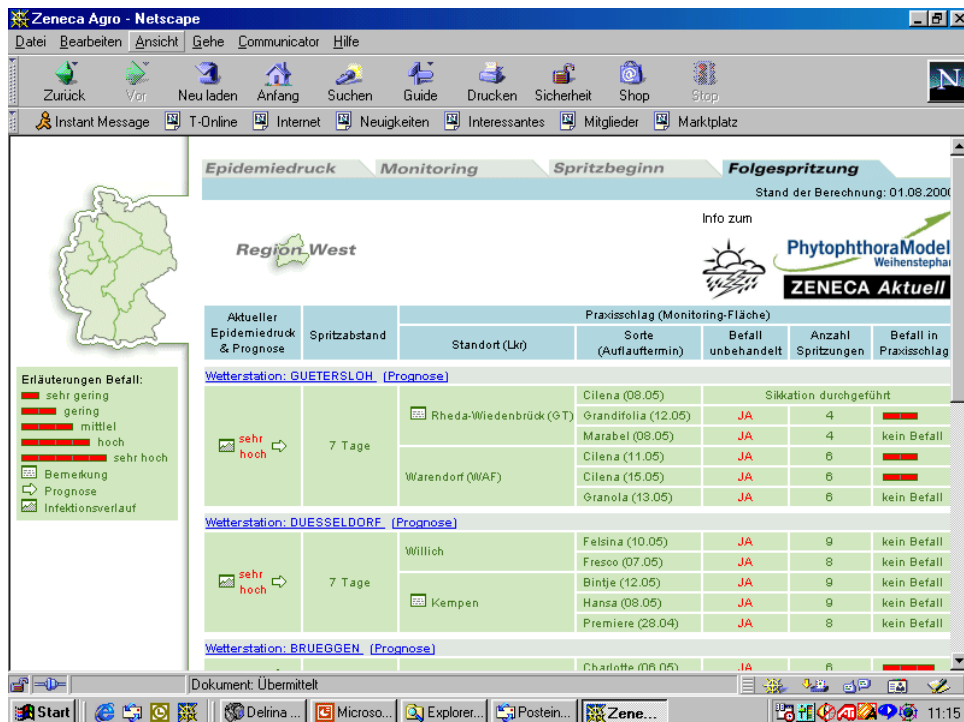 Zeneca Agro - Netscape
Datei Bearbeiten Ansicht Gehe Communicator Hilfe
Zurück Vor Neu laden Anfang Suchen Guide Drucken Sicherheit Shop Stop
N
Instant Message T-Online Internet Neuigkeiten Interessantes Mitglieder Marktplatz
Epidemiedruck Monitoring Spritzbeginn Folgespritzung
Stand der Berechnung: 01.08.2000
Info zum
Region West
PhytophthoraModel
Weihenstephan
ZENECA Aktuell
Aktueller Epidemiedruck & Prognose
Spritzabstand
Praxisschlag (Monitoring-Fläche)
Standort (Lkr)
Sorte (Auflauftermin)
Befall unbehandelt
Anzahl Spritzungen
Befall in Praxisschlag
Erläuterungen Befall:
sehr gering
gering
mittlel
hoch
sehr hoch
Bemerkung
Prognose
Infektionsverlauf
Wetterstation: GUETERSLOH (Prognose)
sehr hoch
7 Tage
Rheda-Wiedenbrück (GT)
Cilena (08.05) Sikkation durchgeführt
Grandifolia (12.05) JA 4
Marabel (08.05) JA 4 kein Befall
Warendorf (WAF)
Cilena (11.05) JA 6
Cilena (15.05) JA 6
Granola (13.05) JA 6 kein Befall
Wetterstation: DUESSELDORF (Prognose)
sehr hoch
7 Tage
Willich
Felsina (10.05) JA 9 kein Befall
Fresco (07.05) JA 8 kein Befall
Kempen
Bintje (12.05) JA 9 kein Befall
Hansa (08.05) JA 9 kein Befall
Premiere (28.04) JA 8 kein Befall
Wetterstation: BRUEGGEN (Prognose)
Charlotte (06.05) JA 6
Dokument: Übermittelt
Start Delrina ... Microso... Explorer... Postein... Zene... 11:15